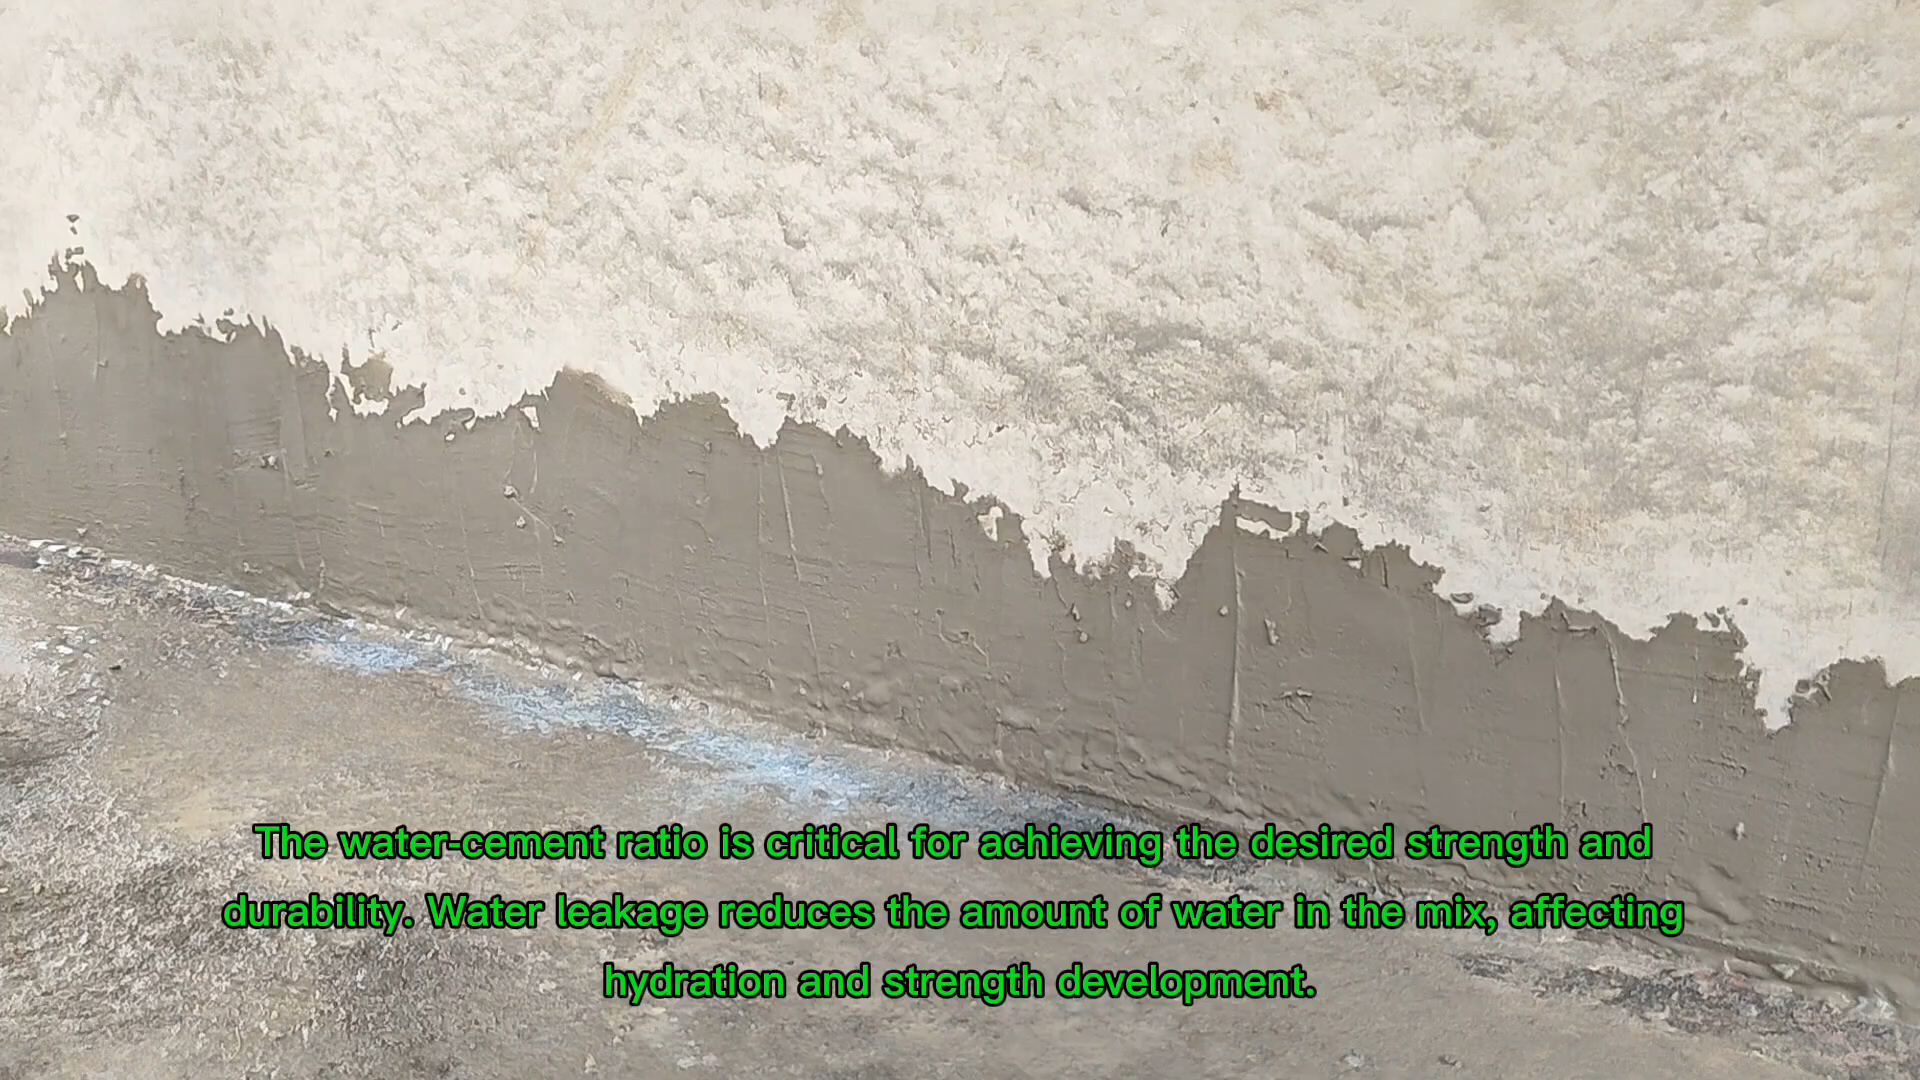 The water-cement ratio is critical for achieving the desired strength and
durability. Water leakage reduces the amount of water in the mix, affecting
hydration and strength development.